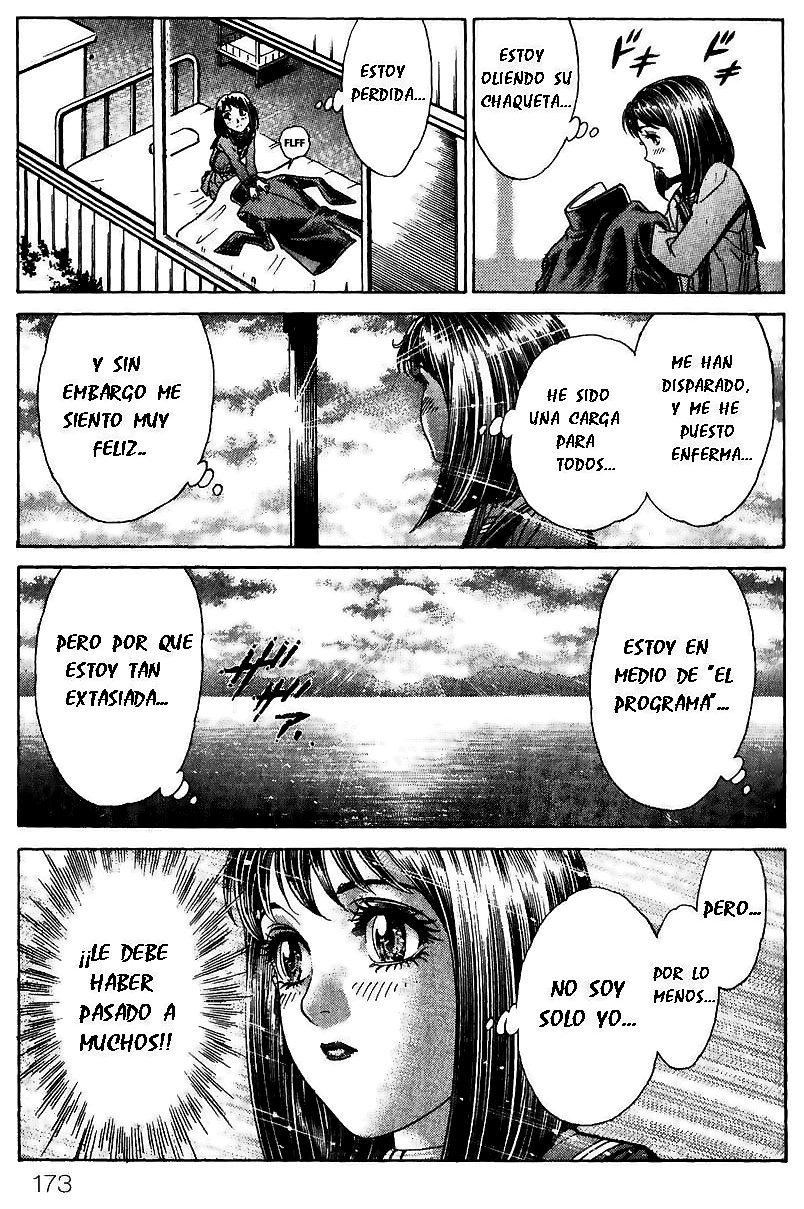 ドキ
ドキ
ESTOY
OLIENDO SU
CHAQUETA...
ESTOY
PERDIDA...
FLFF
ME HAN
DISPARADO,
Y ME HE
PUESTO
ENFERMA...
HE SIDO
UNA CARGA
PARA
TODOS...
Y SIN
EMBARGO ME
SIENTO MUY
FELIZ..
ESTOY EN
MEDIO DE "EL
PROGRAMA"...
PERO POR QUE
ESTOY TAN
EXTASIADA...
PERO...
POR LO
MENOS...
NO SOY
SOLO YO...
¡¡LE DEBE
HABER
PASADO A
MUCHOS!!
173